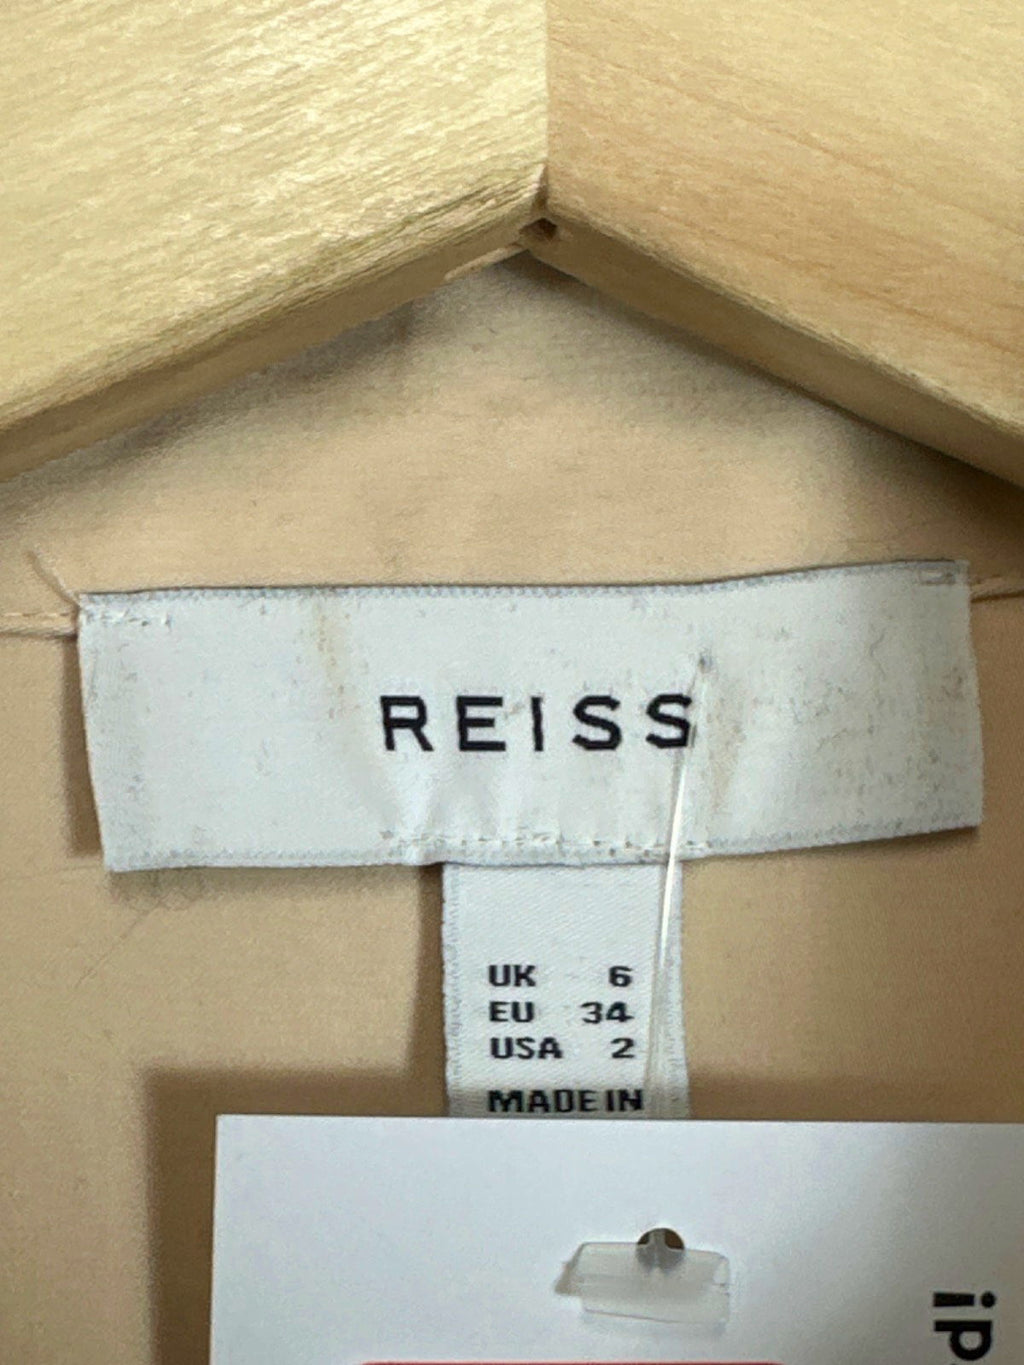 REISS
UK 6
EU 34
USA 2
MADE IN